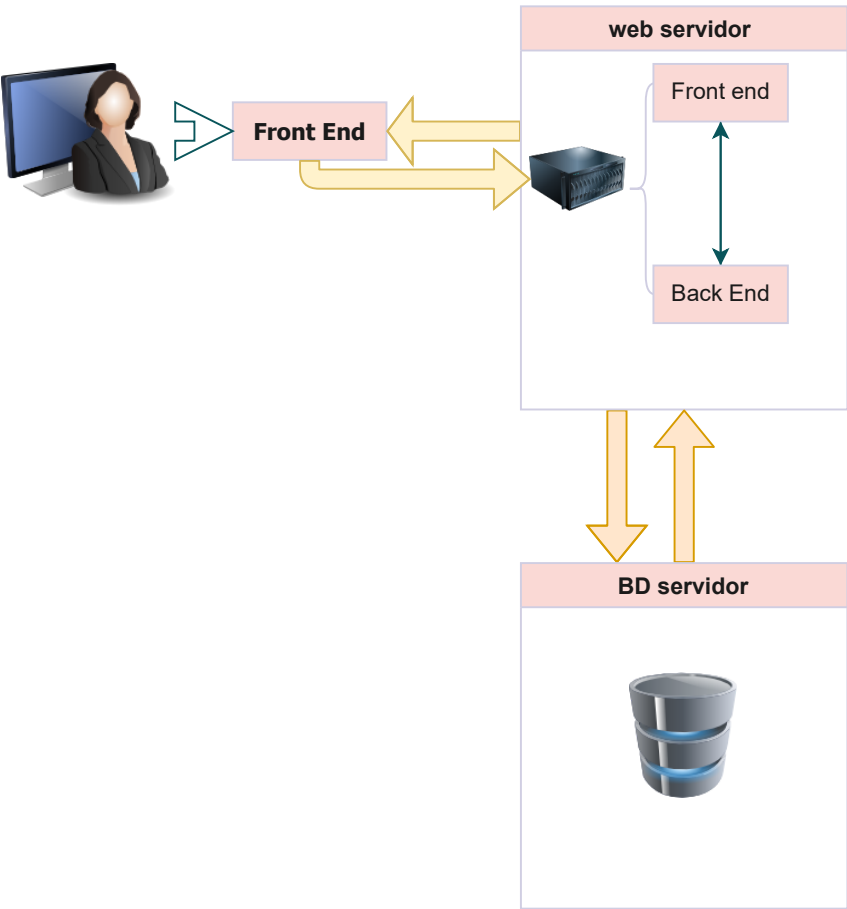 web servidor
Front end
Front End
Back End
BD servidor